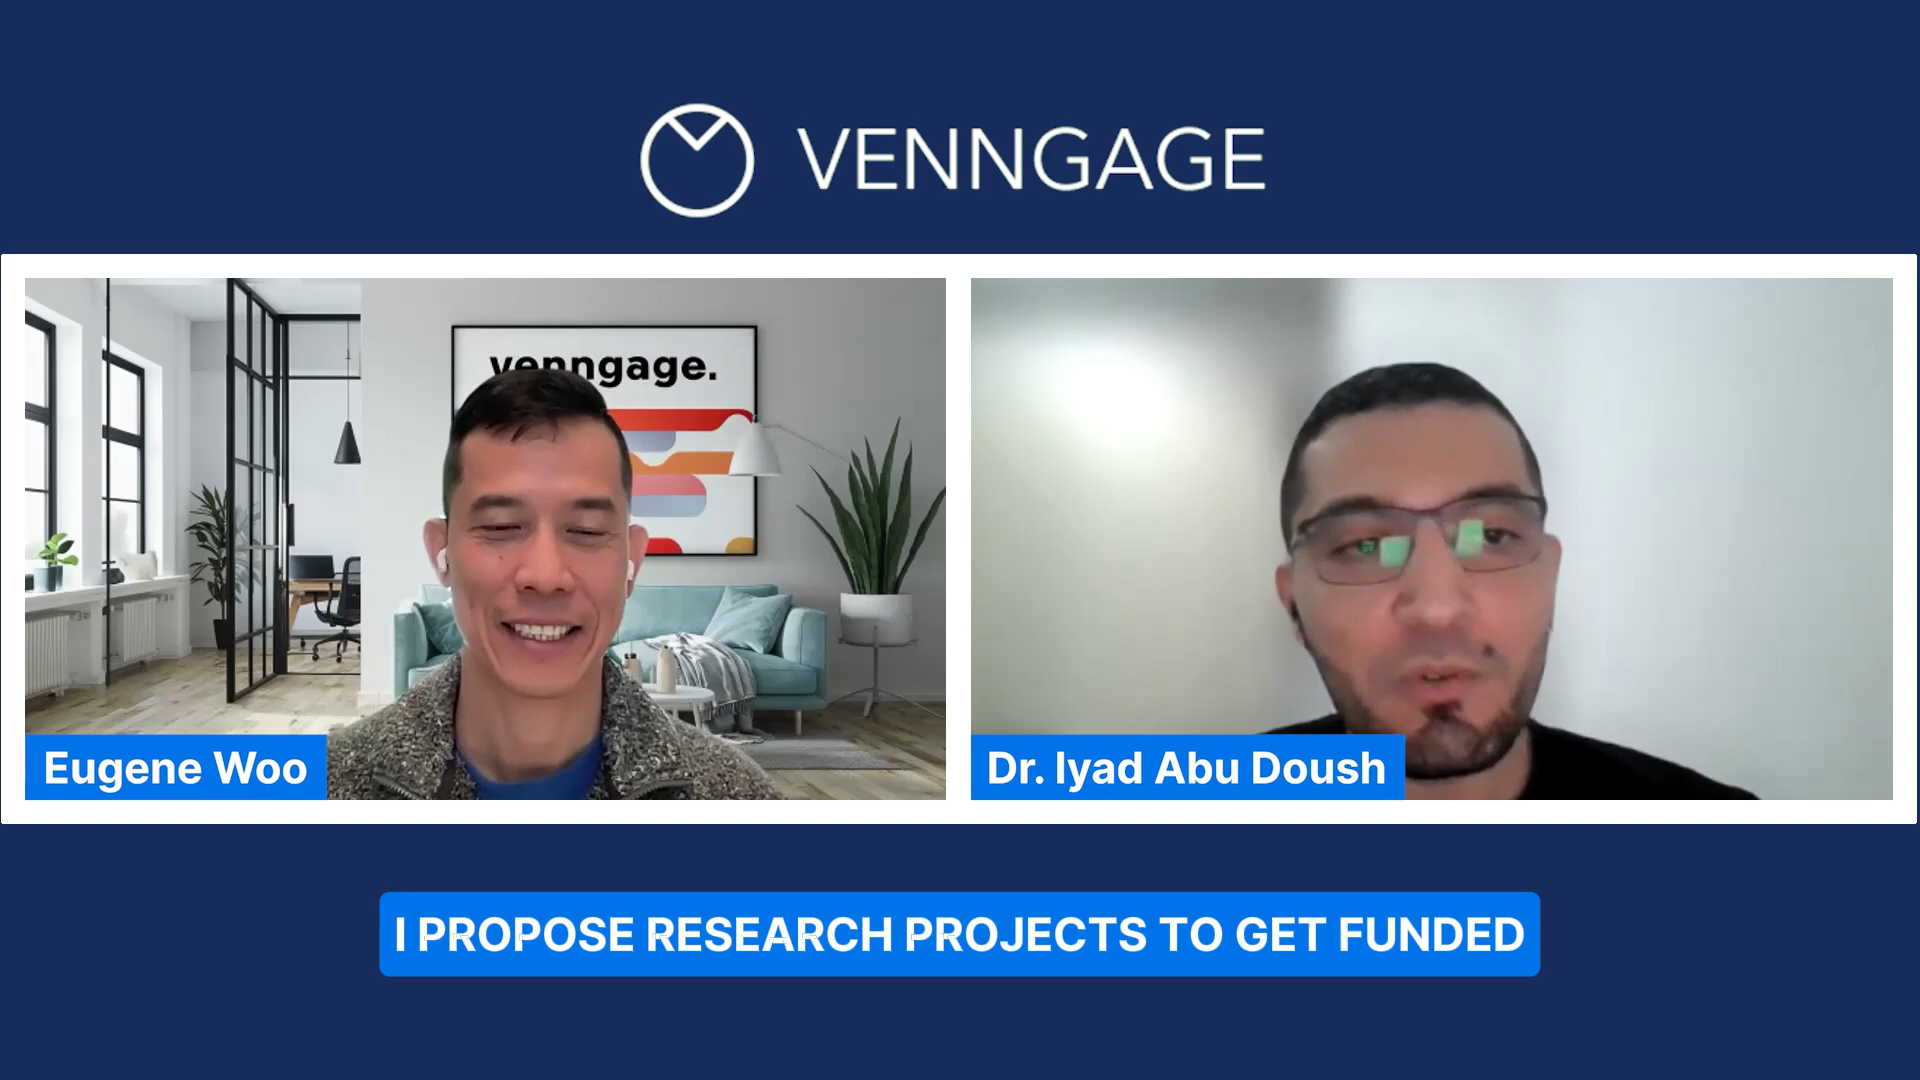 VENNGAGE
venngage.
Eugene Woo
Dr. Iyad Abu Doush
I PROPOSE RESEARCH PROJECTS TO GET FUNDED